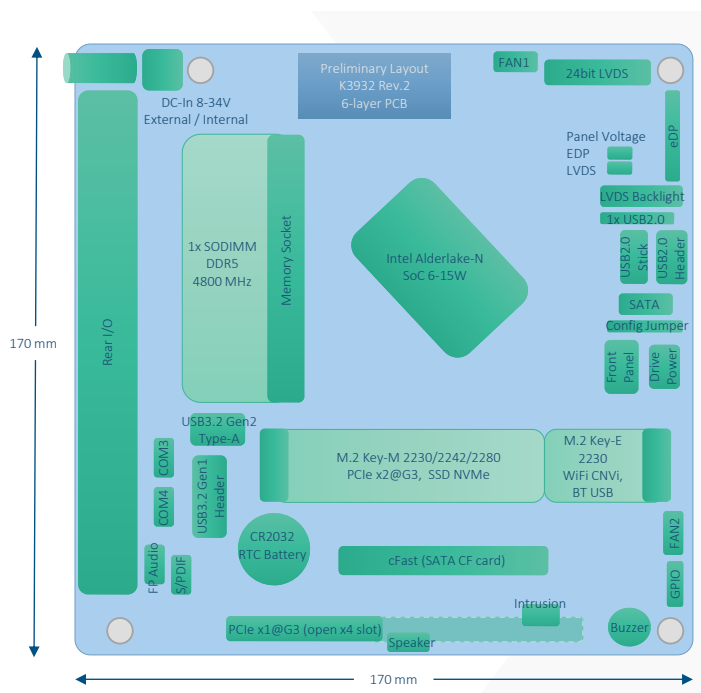 Preliminary Layout
K3932 Rev.2
6-layer PCB
FAN1
24bit LVDS
DC-In 8-34V
External / Internal
eDP
Panel Voltage
EDP
LVDS
LVDS Backlight
1x USB2.0
USB2.0
Stick
USB2.0
Header
1x SODIMM
DDR5
4800 MHz
Memory Socket
Intel Alderlake-N
SoC 6-15W
SATA
Config Jumper
Front
Panel
Drive
Power
Rear I/O
170 mm
USB3.2 Gen2
Type-A
COM3
COM4
USB3.2 Gen1
Header
M.2 Key-M 2230/2242/2280
PCIe x2@G3,  SSD NVMe
M.2 Key-E
2230
WiFi CNVi,
BT USB
CR2032
RTC Battery
cFast (SATA CF card)
FAN2
GPIO
FP Audio
S/PDIF
Intrusion
PCIe x1@G3 (open x4 slot)
Speaker
Buzzer
170 mm